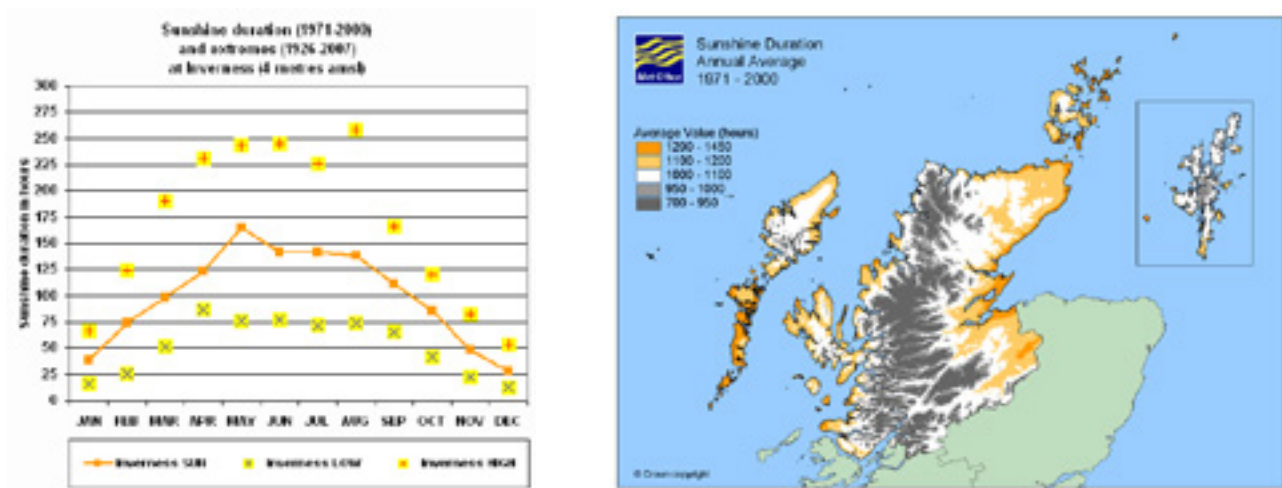 Sunshine duration (1971-2000)
and extremes (1926-2007)
at Inverness (4 metres amsl)
Sunshine duration in hours
300
275
250
225
200
175
150
125
100
75
50
25
0
JAN FEB MAR APR MAY JUN JUL AUG SEP OCT NOV DEC
Inverness SUN Inverness LOW Inverness HIGH
Met Office
Sunshine Duration
Annual Average
1971 - 2000
Average Value (hours)
1200 - 1450
1100 - 1200
1000 - 1100
950 - 1000
700 - 950
© Crown copyright